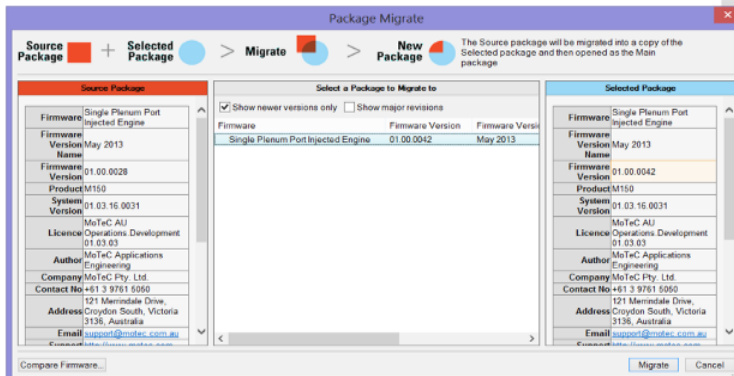 Package Migrate
Source Package + Selected Package > Migrate > New Package
The Source package will be migrated into a copy of the
Selected package and then opened as the Main
package
Source Package
Firmware Single Plenum Port
Injected Engine
Firmware
Version May 2013
Name
Firmware
Version 01.00.0028
Product M150
System
Version 01.03.16.0031
MoTeC AU
Licence Operations.Development
01.03.03
Author MoTeC Applications
Engineering
Company MoTeC Pty. Ltd.
Contact No +61 3 9761 5050
121 Merrindale Drive,
Address Croydon South, Victoria
3136, Australia
Email support@motec.com.au
Select a Package to Migrate to
Show newer versions only Show major revisions
Firmware Firmware Version Firmware Versi
Single Plenum Port Injected Engine 01.00.0042 May 2013
Selected Package
Firmware Single Plenum Port
Injected Engine
Firmware
Version May 2013
Name
Firmware
Version 01.00.0042
Product M150
System
Version 01.03.16.0031
MoTeC AU
Licence Operations.Development
01.03.03
Author MoTeC Applications
Engineering
Company MoTeC Pty. Ltd.
Contact No +61 3 9761 5050
121 Merrindale Drive,
Address Croydon South, Victoria
3136, Australia
Email support@motec.com.au
Compare Firmware... Migrate Cancel